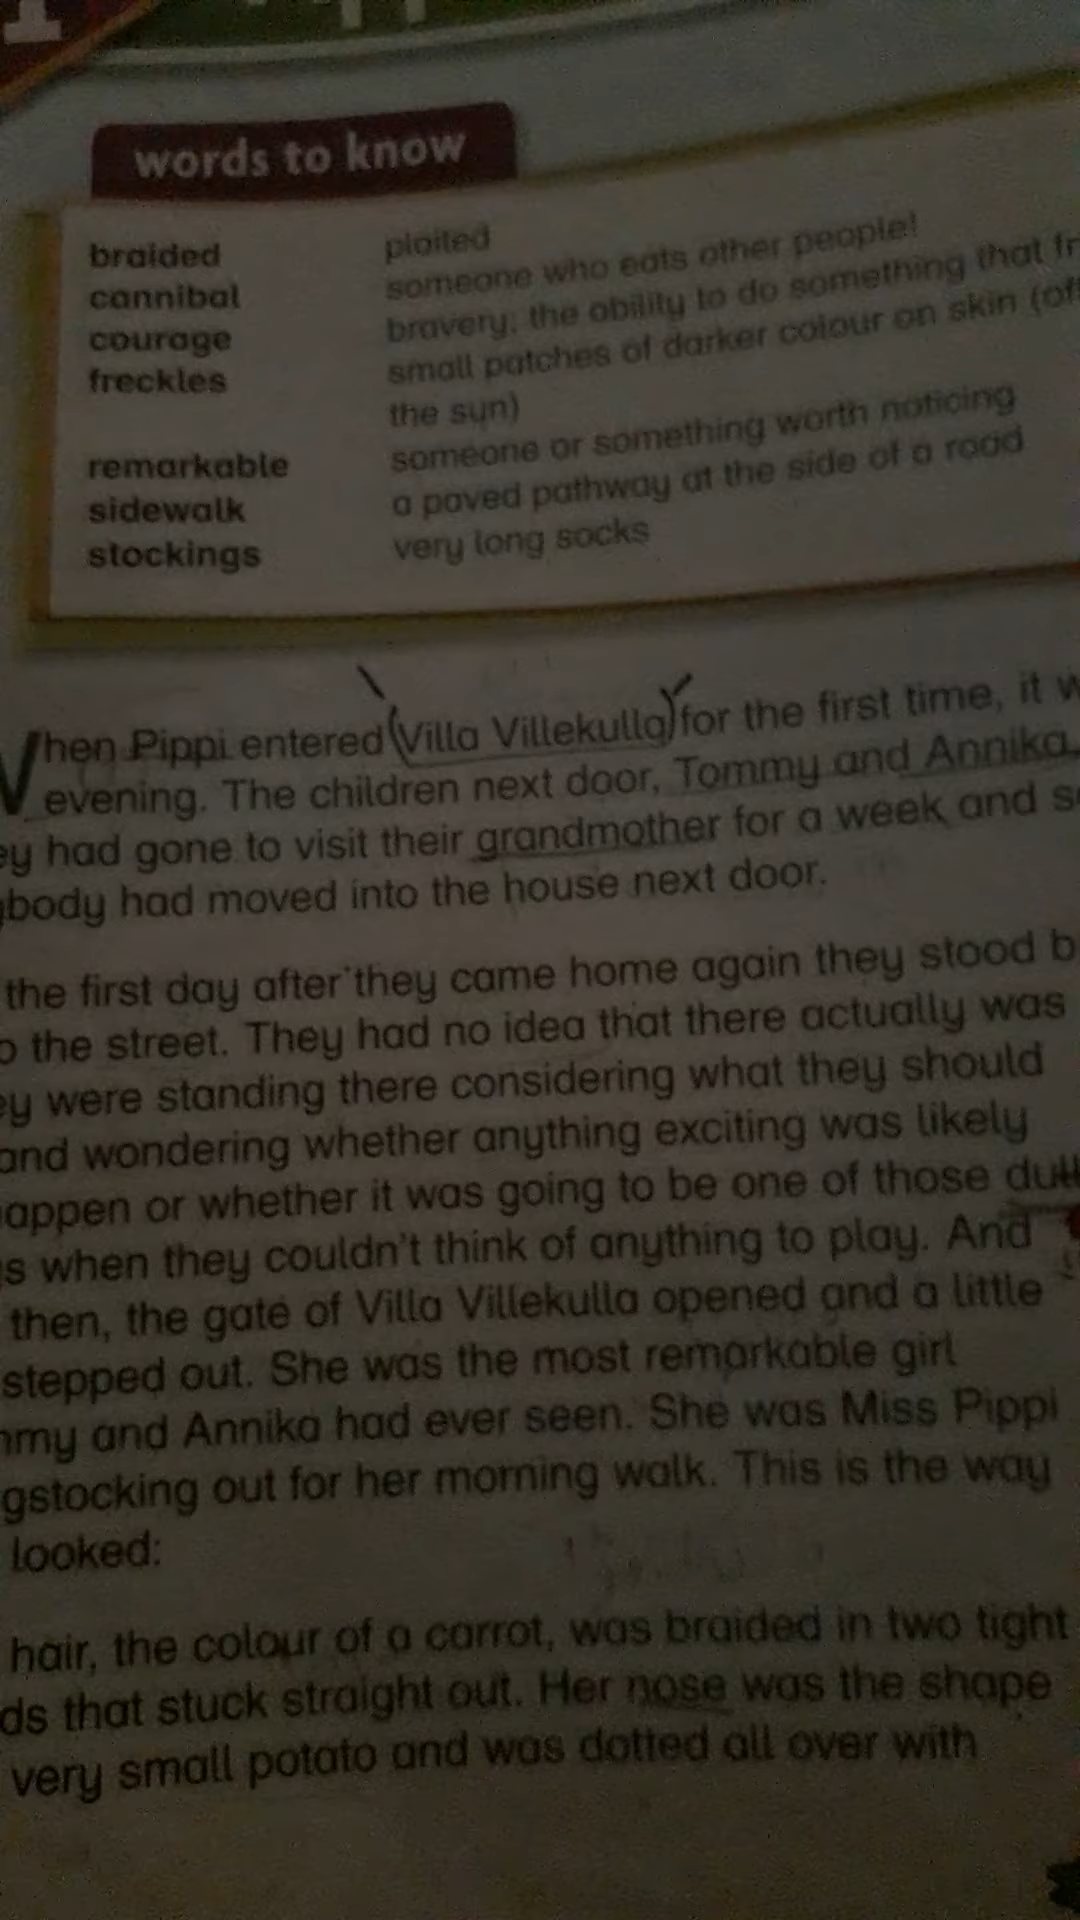 words to know
braided plaited
cannibal someone who eats other people!
courage bravery; the ability to do something that fr
freckles small patches of darker colour on skin (of
the sun)
remarkable someone or something worth noticing
sidewalk a paved pathway at the side of a road
stockings very long socks
When Pippi entered (Villa Villekulla) for the first time, it w
evening. The children next door, Tommy and Annika,
ey had gone to visit their grandmother for a week and s
body had moved into the house next door.
the first day after they came home again they stood b
o the street. They had no idea that there actually was
ey were standing there considering what they should
and wondering whether anything exciting was likely
appen or whether it was going to be one of those dull
s when they couldn't think of anything to play. And
then, the gate of Villa Villekulla opened and a little
stepped out. She was the most remarkable girl
my and Annika had ever seen. She was Miss Pippi
gstocking out for her morning walk. This is the way
looked:
hair, the colour of a carrot, was braided in two tight
ds that stuck straight out. Her nose was the shape
very small potato and was dotted all over with